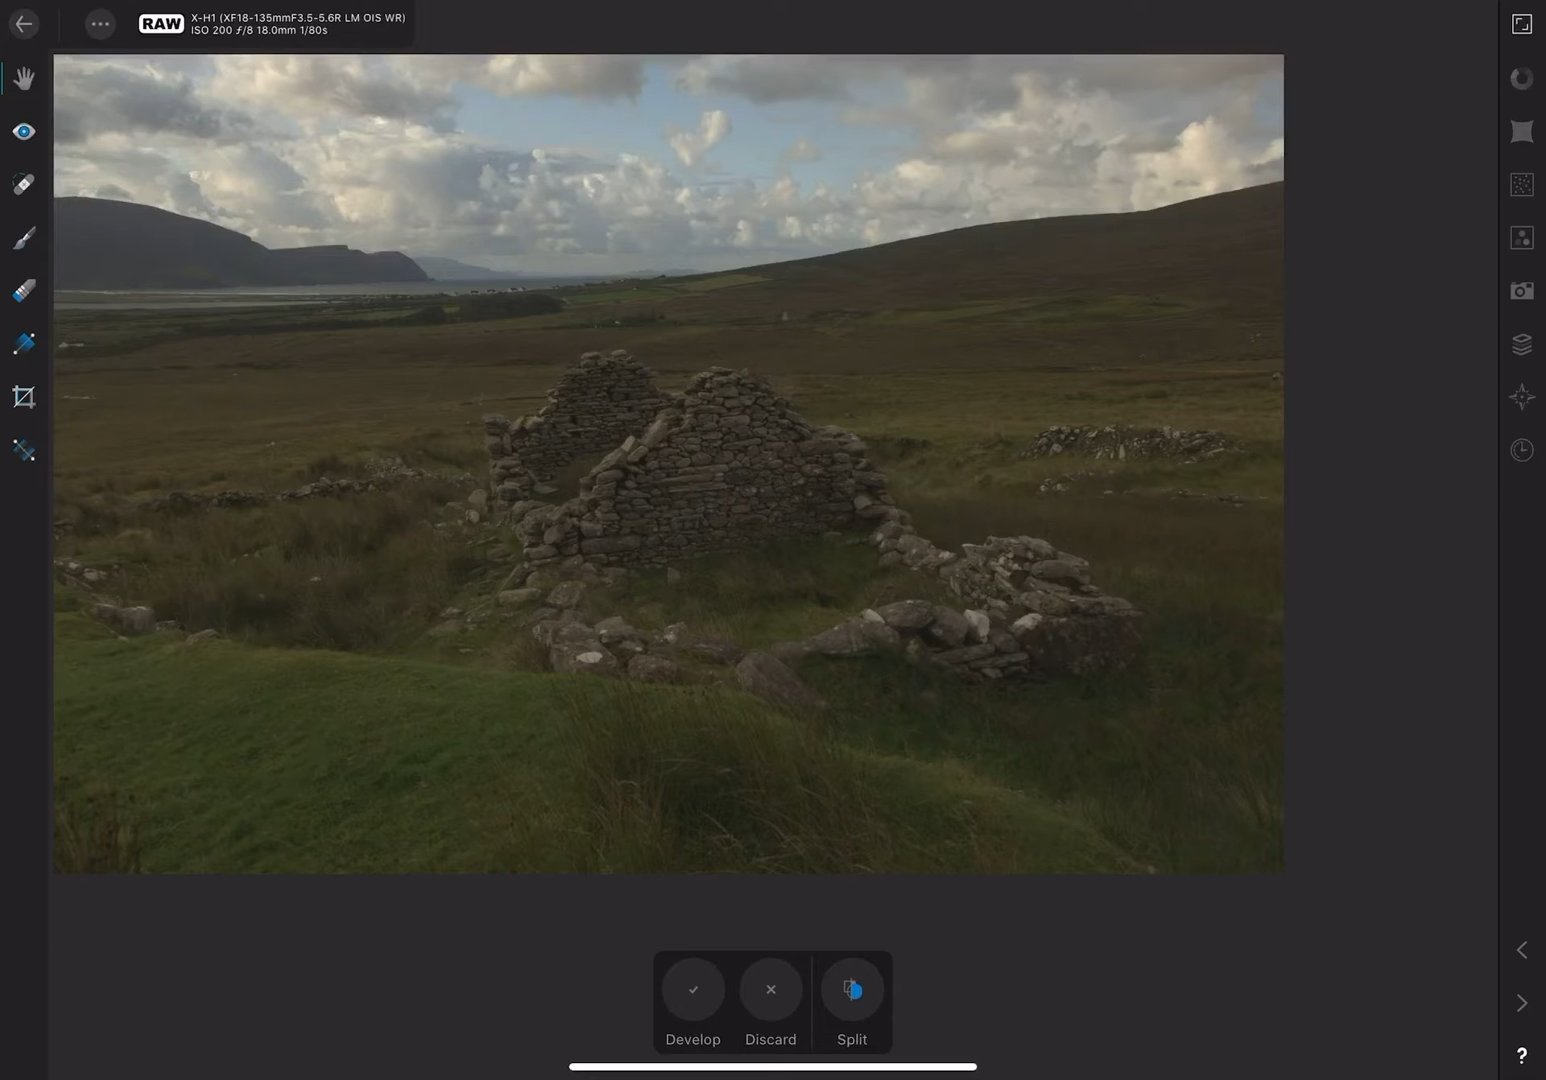 RAW
X-H1 (XF18-135mmF3.5-5.6R LM OIS WR)
ISO 200 ƒ/8 18.0mm 1/80s
Develop
Discard
Split
?